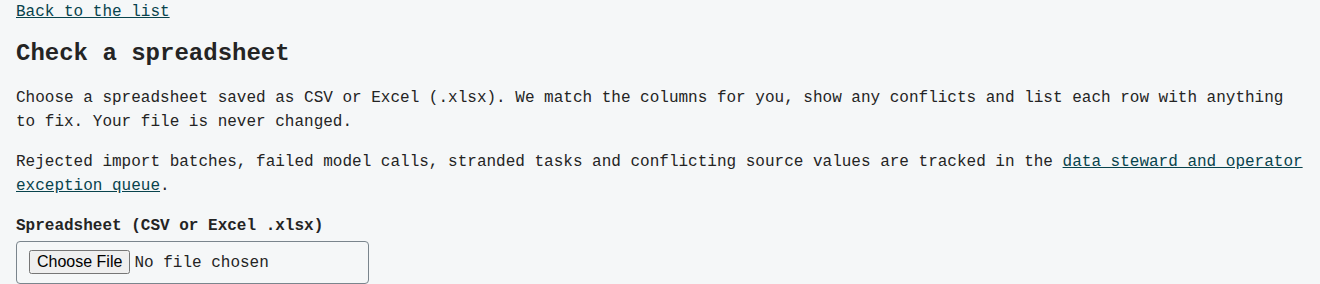 Back to the list
Check a spreadsheet
Choose a spreadsheet saved as CSV or Excel (.xlsx). We match the columns for you, show any conflicts and list each row with anything
to fix. Your file is never changed.
Rejected import batches, failed model calls, stranded tasks and conflicting source values are tracked in the data steward and operator
exception queue.
Spreadsheet (CSV or Excel .xlsx)
Choose File No file chosen